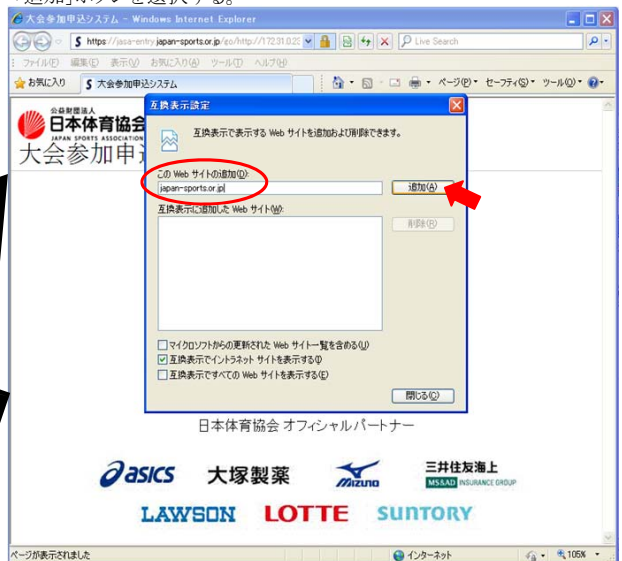 「追加」ボタンを選択する。
大会参加申込システム - Windows Internet Explorer
https://jasa-entry.japan-sports.or.jp/eo/http://172.31.0.23
Live Search
ファイル(F) 編集(E) 表示(V) お気に入り(A) ツール(T) ヘルプ(H)
お気に入り 大会参加申込システム ページ(P) セーフティ(S) ツール(O)
公益財団法人
日本体育協会
JAPAN SPORTS ASSOCIATION
大会参加申
互換表示設定
互換表示で表示する Web サイトを追加および削除できます。
この Web サイトの追加(D):
japan-sports.or.jp
追加(A)
互換表示に追加した Web サイト(W):
削除(R)
マイクロソフトからの更新された Web サイト一覧を含める(U)
互換表示でイントラネット サイトを表示する(I)
互換表示ですべての Web サイトを表示する(E)
閉じる(C)
日本体育協会 オフィシャルパートナー
asics 大塚製薬 MIZUNO 三井住友海上
MS&AD INSURANCE GROUP
LAWSON LOTTE SUNTORY
ページが表示されました インターネット 105%